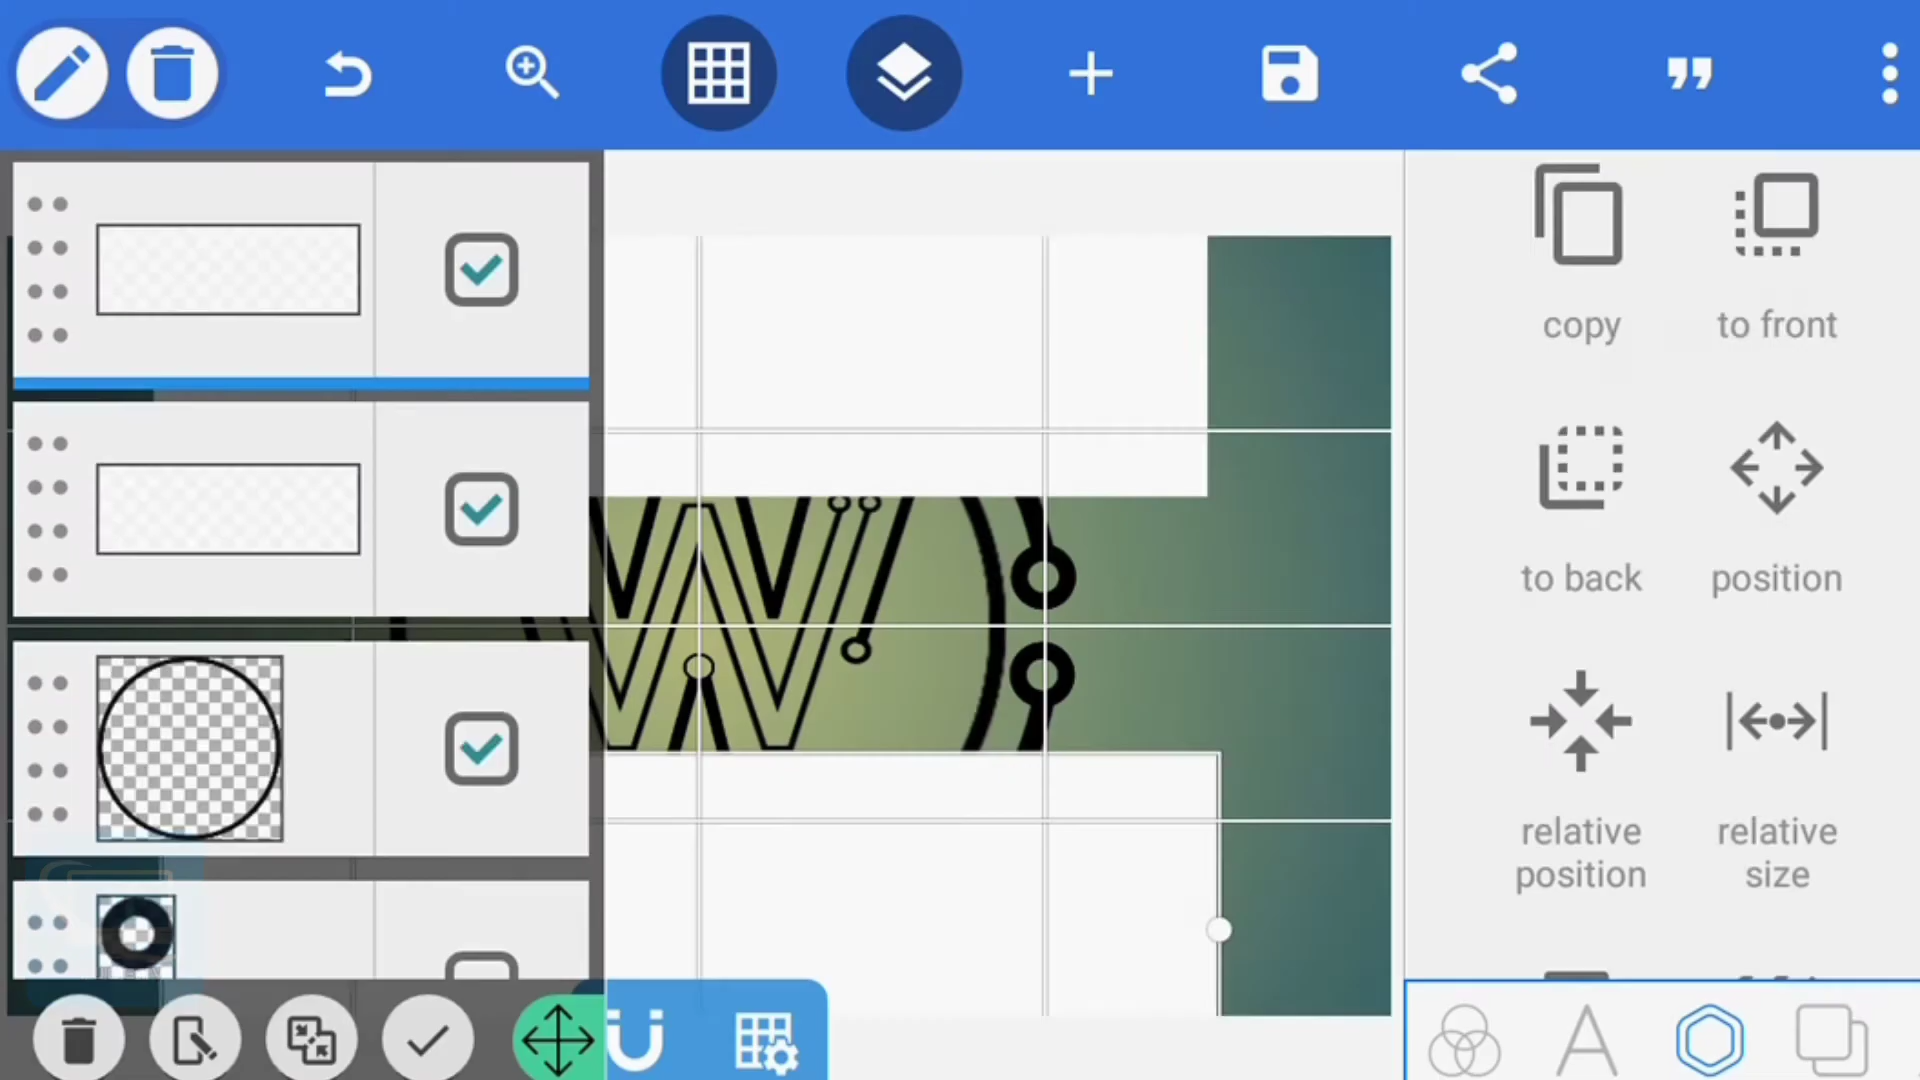 copy
to front
to back
position
relative
position
relative
size